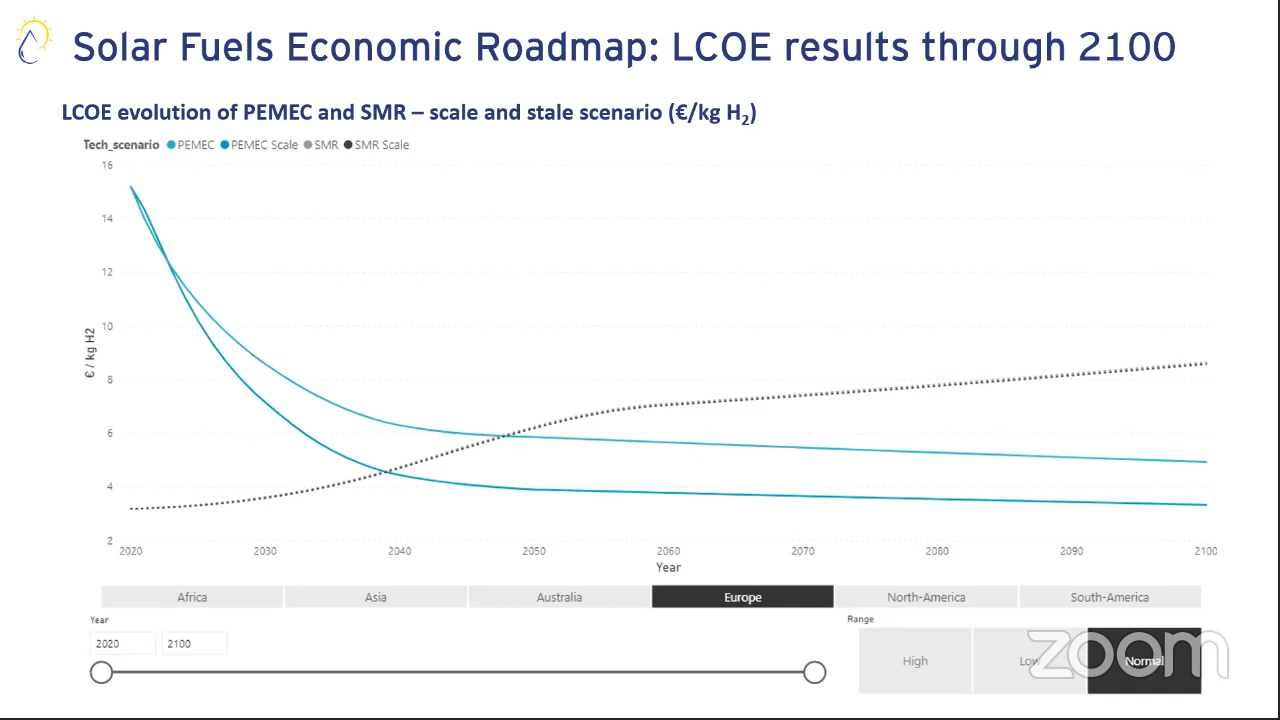 Solar Fuels Economic Roadmap: LCOE results through 2100
LCOE evolution of PEMEC and SMR – scale and stale scenario (€/kg H₂)
Tech_scenario PEMEC PEMEC Scale SMR SMR Scale
16
14
12
10
8
6
4
2
€ / kg H2
2020 2030 2040 2050 2060 2070 2080 2090 2100
Year
Africa Asia Australia Europe North-America South-America
Year
2020 2100
Range
High Low Normal
zoom